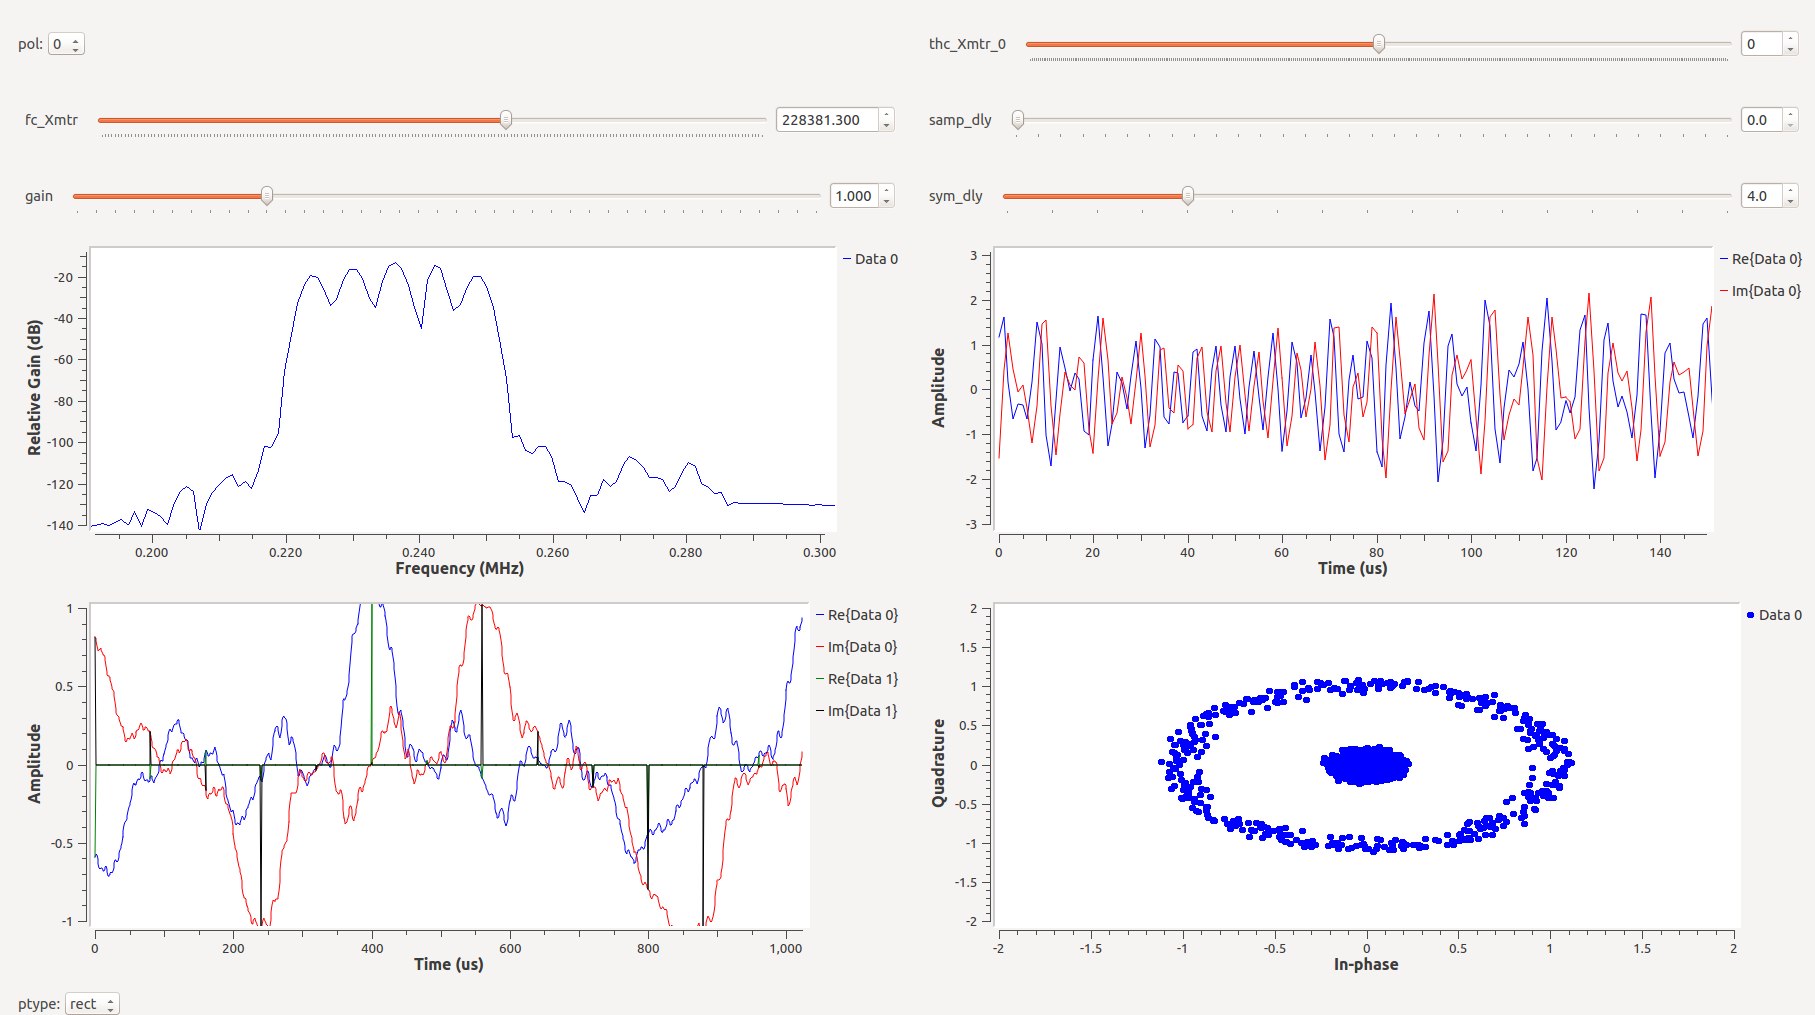 pol: 0
thc_Xmtr_0 0
fc_Xmtr 228381.300
samp_dly 0.0
gain 1.000
sym_dly 4.0
Relative Gain (dB)
-20
-40
-60
-80
-100
-120
-140
0.200 0.220 0.240 0.260 0.280 0.300
Frequency (MHz)
Data 0
Amplitude
3
2
1
0
-1
-2
-3
0 20 40 60 80 100 120 140
Time (us)
Re{Data 0}
Im{Data 0}
Amplitude
1
0.5
0
-0.5
-1
0 200 400 600 800 1,000
Time (us)
Re{Data 0}
Im{Data 0}
Re{Data 1}
Im{Data 1}
Quadrature
2
1.5
1
0.5
0
-0.5
-1
-1.5
-2
-2 -1.5 -1 -0.5 0 0.5 1 1.5 2
In-phase
Data 0
ptype: rect